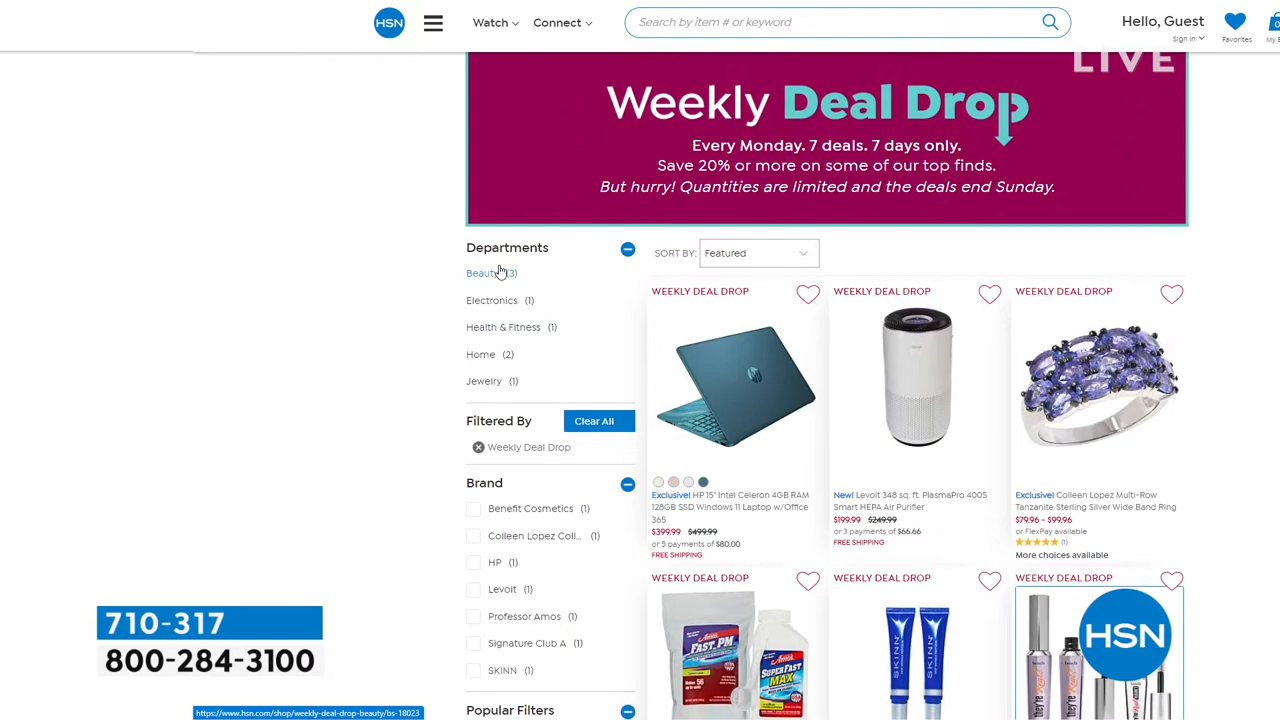 HSN
Watch
Connect
Search by item # or keyword
Hello, Guest
Sign In
Favorites
0
LIVE
Weekly Deal Drop
Every Monday. 7 deals. 7 days only.
Save 20% or more on some of our top finds.
But hurry! Quantities are limited and the deals end Sunday.
Departments
Beauty (3)
Electronics (1)
Health & Fitness (1)
Home (2)
Jewelry (1)
Filtered By
Clear All
Weekly Deal Drop
Brand
Benefit Cosmetics (1)
Colleen Lopez Coll... (1)
HP (1)
Levoit (1)
Professor Amos (1)
Signature Club A (1)
SKINN (1)
Popular Filters
SORT BY: Featured
WEEKLY DEAL DROP
Exclusive! HP 15" Intel Celeron 4GB RAM
128GB SSD Windows 11 Laptop w/Office
365
$399.99 $499.99
or 5 payments of $80.00
FREE SHIPPING
WEEKLY DEAL DROP
New! Levoit 348 sq. ft. PlasmaPro 400S
Smart HEPA Air Purifier
$199.99 $249.99
or 3 payments of $66.66
FREE SHIPPING
WEEKLY DEAL DROP
Exclusive! Colleen Lopez Multi-Row
Tanzanite Sterling Silver Wide Band Ring
$79.96 - $99.96
or FlexPay available
(1)
More choices available
WEEKLY DEAL DROP
FAST PM
SUPER FAST
MAX
WEEKLY DEAL DROP
SKINN
SKINN
WEEKLY DEAL DROP
HSN
710-317
800-284-3100
https://www.hsn.com/shop/weekly-deal-drop-beauty/bs-18023